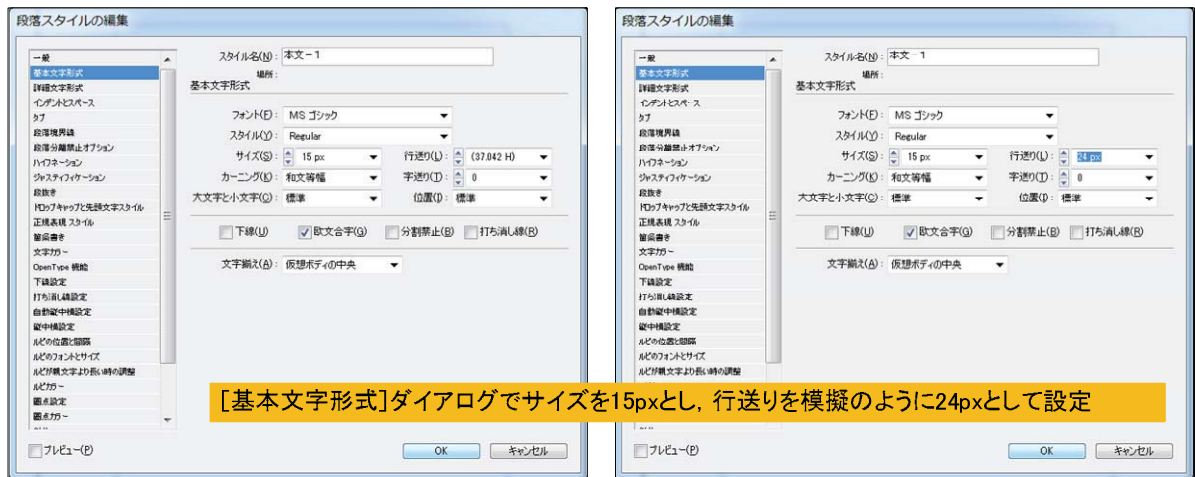 段落スタイルの編集
一般
基本文字形式
詳細文字形式
インデントとスペース
タブ
段落境界線
段落分離禁止オプション
ハイフネーション
ジャスティフィケーション
段抜き
ドロップキャップと先頭文字スタイル
正規表現スタイル
箇条書き
文字カラー
OpenType 機能
下線設定
打ち消し線設定
自動縦中横設定
縦中横設定
ルビの位置と間隔
ルビのフォントとサイズ
ルビが親文字より長い時の調整
ルビカラー
圏点設定
圏点カラー
スタイル名(N): 本文-1
場所:
基本文字形式
フォント(F): MS ゴシック
スタイル(Y): Regular
サイズ(S): 15 px 行送り(L): (37.042 H)
カーニング(K): 和文等幅 字送り(T): 0
大文字と小文字(C): 標準 位置(I): 標準
下線(U) 欧文合字(G) 分割禁止(B) 打ち消し線(R)
文字揃え(A): 仮想ボディの中央
プレビュー(P) OK キャンセル
段落スタイルの編集
一般
基本文字形式
詳細文字形式
インデントとスペース
タブ
段落境界線
段落分離禁止オプション
ハイフネーション
ジャスティフィケーション
段抜き
ドロップキャップと先頭文字スタイル
正規表現スタイル
箇条書き
文字カラー
OpenType 機能
下線設定
打ち消し線設定
自動縦中横設定
縦中横設定
ルビの位置と間隔
ルビのフォントとサイズ
ルビが親文字より長い時の調整
圏点設定
圏点カラー
スタイル名(N): 本文-1
場所:
基本文字形式
フォント(F): MS ゴシック
スタイル(Y): Regular
サイズ(S): 15 px 行送り(L): 24 px
カーニング(K): 和文等幅 字送り(T): 0
大文字と小文字(C): 標準 位置(I): 標準
下線(U) 欧文合字(G) 分割禁止(B) 打ち消し線(R)
文字揃え(A): 仮想ボディの中央
プレビュー(P) OK キャンセル
[基本文字形式]ダイアログでサイズを15pxとし，行送りを模擬のように24pxとして設定